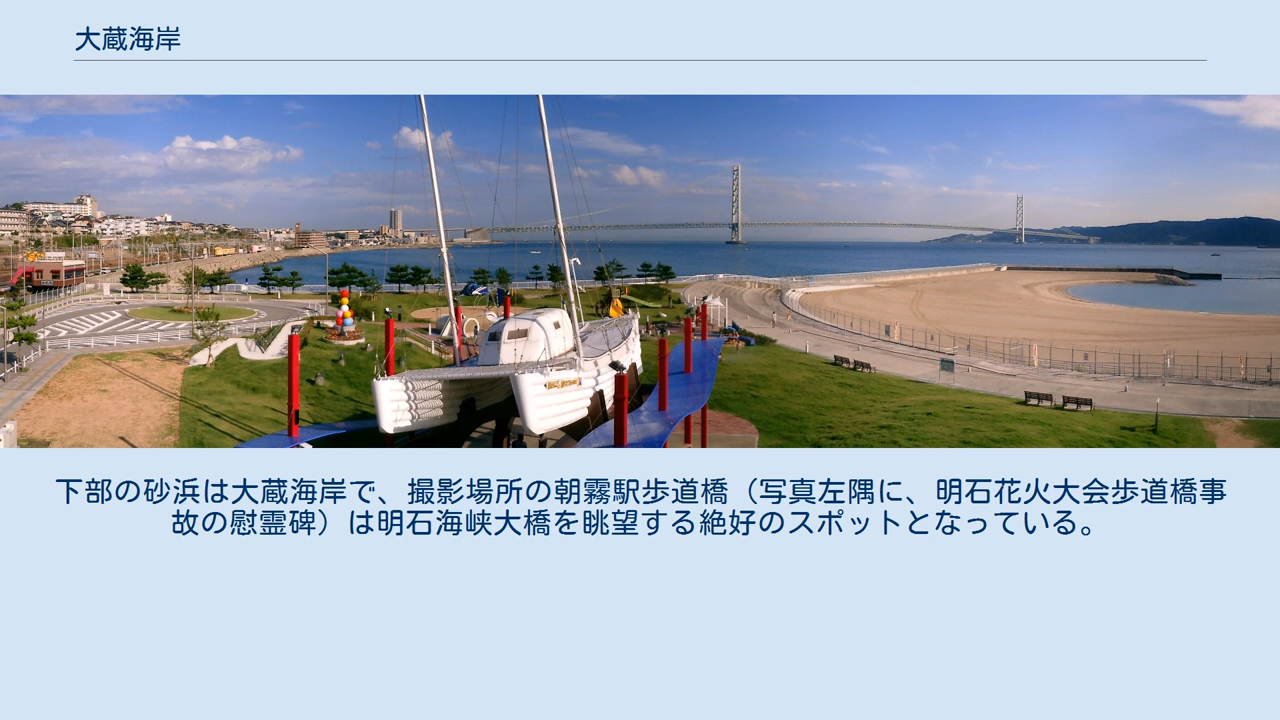 大蔵海岸
下部の砂浜は大蔵海岸で、撮影場所の朝霧駅歩道橋（写真左隅に、明石花火大会歩道橋事
故の慰霊碑）は明石海峡大橋を眺望する絶好のスポットとなっている。